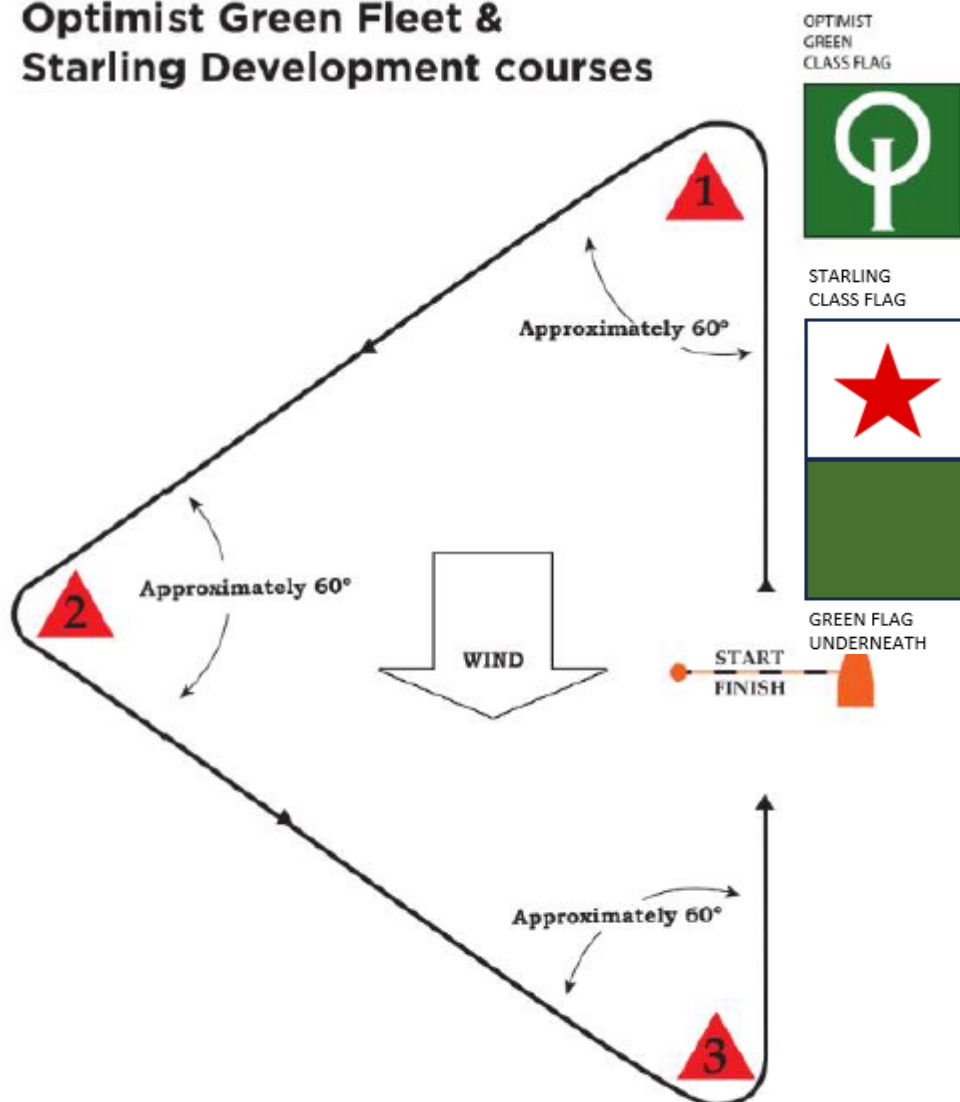 Optimist Green Fleet &
Starling Development courses
OPTIMIST
GREEN
CLASS FLAG
1
STARLING
CLASS FLAG
Approximately 60°
Approximately 60°
2
WIND
GREEN FLAG
UNDERNEATH
START
FINISH
Approximately 60°
3